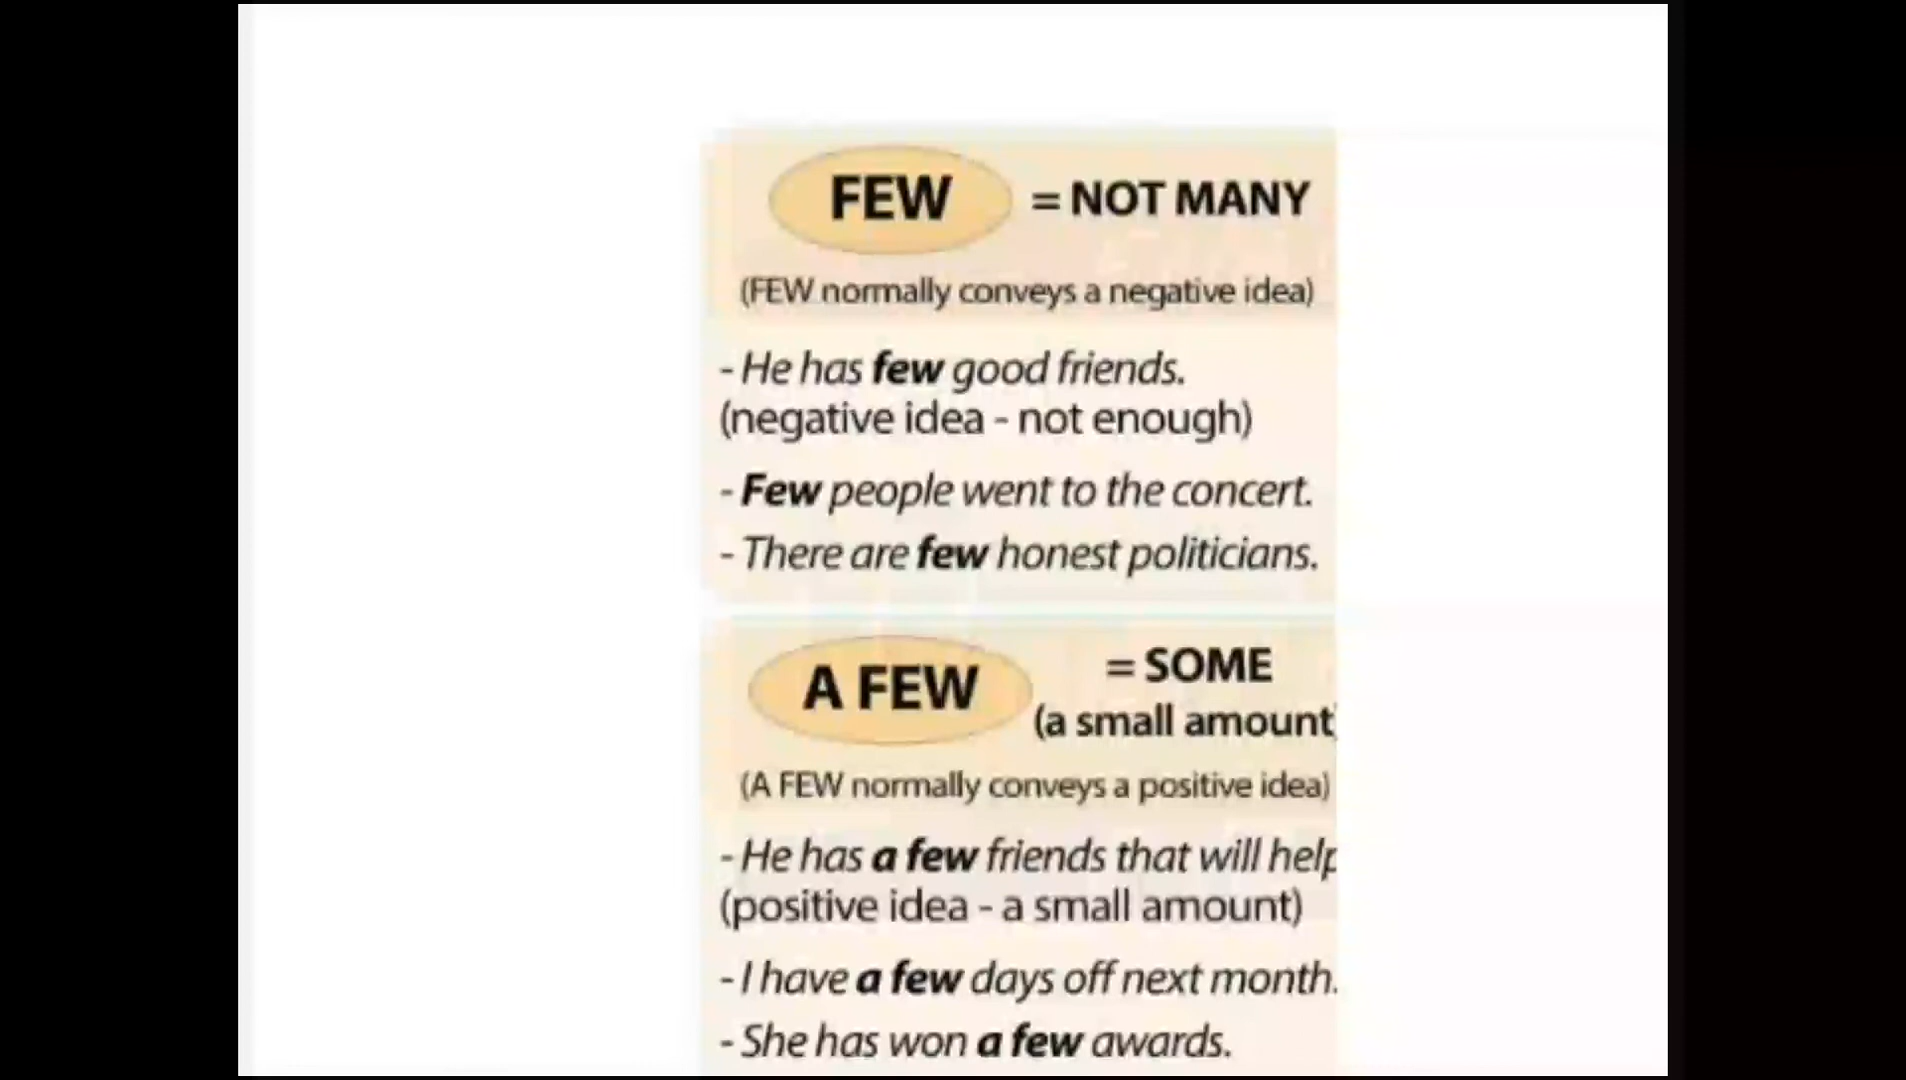 FEW = NOT MANY
(FEW normally conveys a negative idea)
- He has few good friends.
(negative idea - not enough)
- Few people went to the concert.
- There are few honest politicians.
A FEW = SOME
(a small amount)
(A FEW normally conveys a positive idea)
- He has a few friends that will help
(positive idea - a small amount)
- I have a few days off next month.
- She has won a few awards.